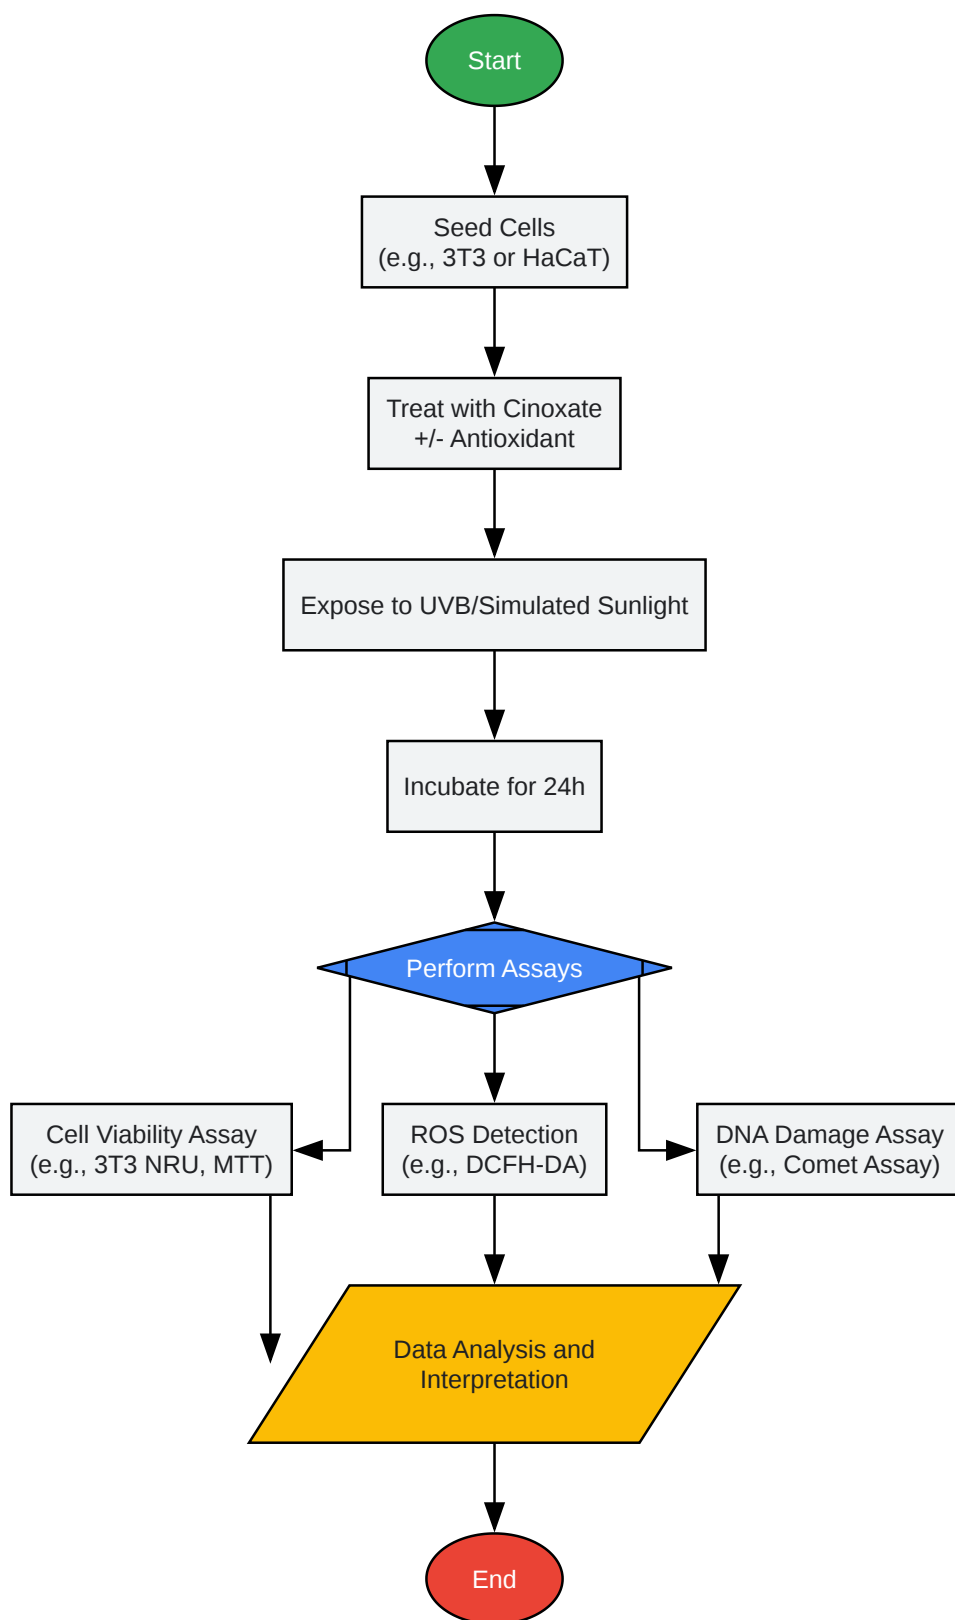 Start
Seed Cells
(e.g., 3T3 or HaCaT)
Treat with Cinoxate
+/- Antioxidant
Expose to UVB/Simulated Sunlight
Incubate for 24h
Perform Assays
Cell Viability Assay
(e.g., 3T3 NRU, MTT)
ROS Detection
(e.g., DCFH-DA)
DNA Damage Assay
(e.g., Comet Assay)
Data Analysis and
Interpretation
End